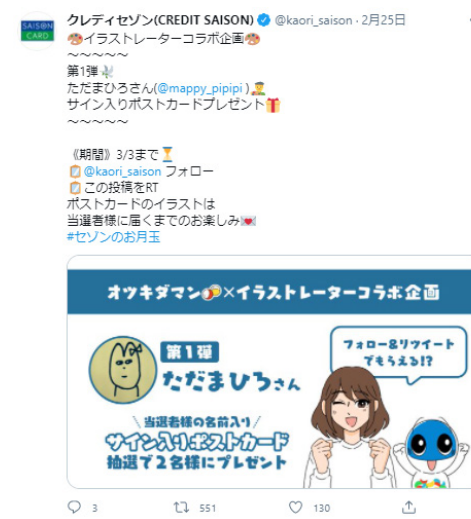 SAISON
CARD
クレディセゾン(CREDIT SAISON) @kaori_saison · 2月25日
イラストレーターコラボ企画
～～～～～
第1弾
ただまひろさん(@mappy_pipipi)
サイン入りポストカードプレゼント
～～～～～
《期間》3/3まで
@kaori_saison フォロー
この投稿をRT
ポストカードのイラストは
当選者様に届くまでのお楽しみ
#セゾンのお月玉
オツキダマン×イラストレーターコラボ企画
フォロー&リツイート
でもらえる!?
第1弾
ただまひろさん
\当選者様の名前入り/
サイン入りポストカード
抽選で2名様にプレゼント
3 551 130